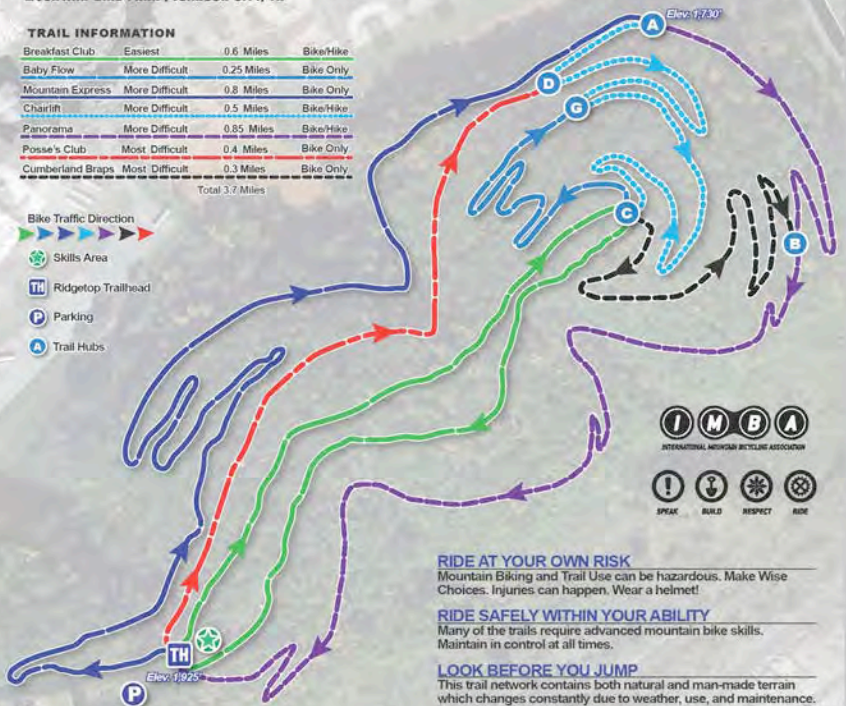 TRAIL INFORMATION
Breakfast Club Easiest 0.6 Miles Bike/Hike
Baby Flow More Difficult 0.25 Miles Bike Only
Mountain Express More Difficult 0.8 Miles Bike Only
Chairlift More Difficult 0.5 Miles Bike/Hike
Panorama More Difficult 0.85 Miles Bike/Hike
Posse's Club Most Difficult 0.4 Miles Bike Only
Cumberland Braps Most Difficult 0.3 Miles Bike Only
Total 3.7 Miles
Bike Traffic Direction
Skills Area
TH Ridgetop Trailhead
P Parking
A Trail Hubs
A
Elev: 1,730'
D
G
C
B
TH
Elev: 1,925'
P
I M B A
INTERNATIONAL MOUNTAIN BICYCLING ASSOCIATION
SPEAK BUILD RESPECT RIDE
RIDE AT YOUR OWN RISK
Mountain Biking and Trail Use can be hazardous. Make Wise
Choices. Injuries can happen. Wear a helmet!
RIDE SAFELY WITHIN YOUR ABILITY
Many of the trails require advanced mountain bike skills.
Maintain in control at all times.
LOOK BEFORE YOU JUMP
This trail network contains both natural and man-made terrain
which changes constantly due to weather, use, and maintenance.